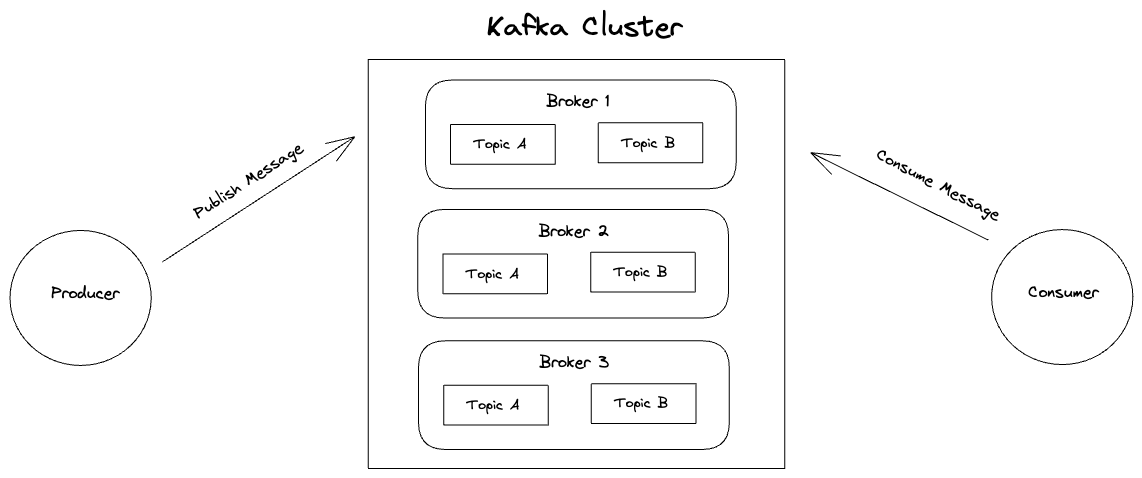 Kafka Cluster
Broker 1
Topic A
Topic B
Publish Message
Consume Message
Broker 2
Topic A
Topic B
Producer
Consumer
Broker 3
Topic A
Topic B